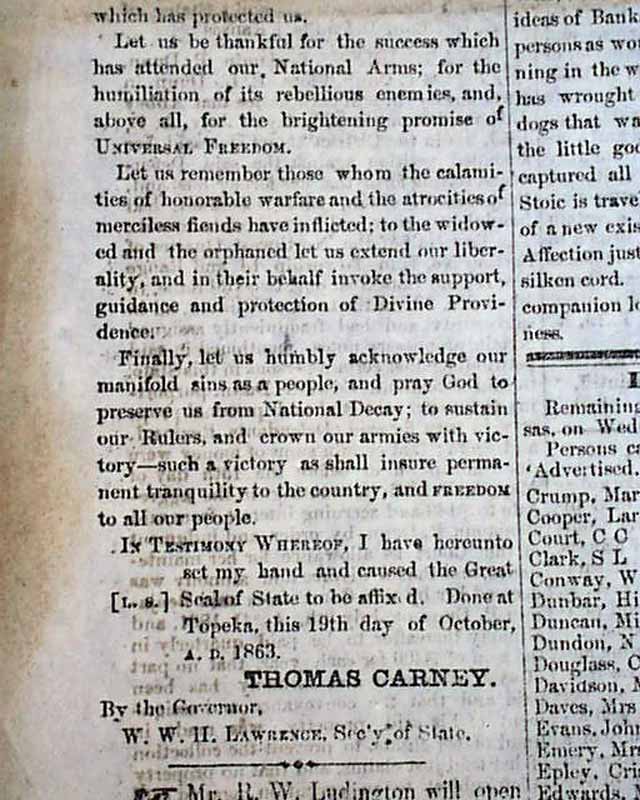 which has protected us.
Let us be thankful for the success which
has attended our, National Arms; for the
humiliation of its rebellious enemies, and,
above all, for the brightening promise of
UNIVERSAL FREEDOM.
Let us remember those whom the calami-
ties of honorable warfare and the atrocities of
merciless fiends have inflicted; to the widow-
ed and the orphaned let us extend our liber-
ality, and in their behalf invoke the support,
guidance and protection of Divine Provi-
dence.
Finally, let us humbly acknowledge our
manifold sins as a people, and pray God to
preserve us from National Decay; to sustain
our Rulers, and crown our armies with vic-
tory—such a victory as shall insure perma-
nent tranquility to the country, and FREEDOM
to all our people.
IN TESTIMONY WHEREOF, I have hereunto
set my hand and caused the Great
[L. S.] Seal of State to be affix d. Done at
Topeka, this 19th day of October,
A. D. 1863.
THOMAS CARNEY.
By the Governor,
W. W. H. LAWRENCE, Sec'y of State.
Mr. R. W. Ludington will open
ideas of Bank
persons as wo
ning in the w
has wrought
dogs that wa
the little go
captured all
Stoic is trave
of a new exis
Affection just
silken cord.
companion l
ness.
Remaining
sas, on Wed
Persons ca
'Advertised.
Crump, Mar
Cooper, Lar
Court, C C
Clark, S L
Conway, W
Dunbar, Hi
Duncan, Mi
Dundon, N
Douglass, C
Davidson, M
Daves, Mrs
Evans, John
Emery, Mr
Epley, Cri
Edwards,